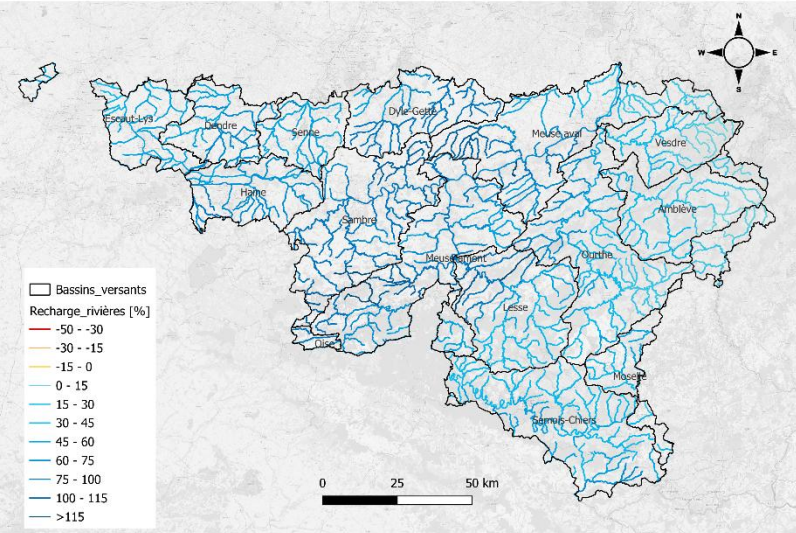 N
W
E
S
Escaut-Lys
Dendre
Senne
Dyle-Gette
Meuse aval
Vesdre
Haine
Sambre
Amblève
Meuse amont
Ourthe
Lesse
Oise
Moselle
Semois-Chiers
Bassins_versants
Recharge_rivières [%]
-50 - -30
-30 - -15
-15 - 0
0 - 15
15 - 30
30 - 45
45 - 60
60 - 75
75 - 100
100 - 115
>115
0 25 50 km